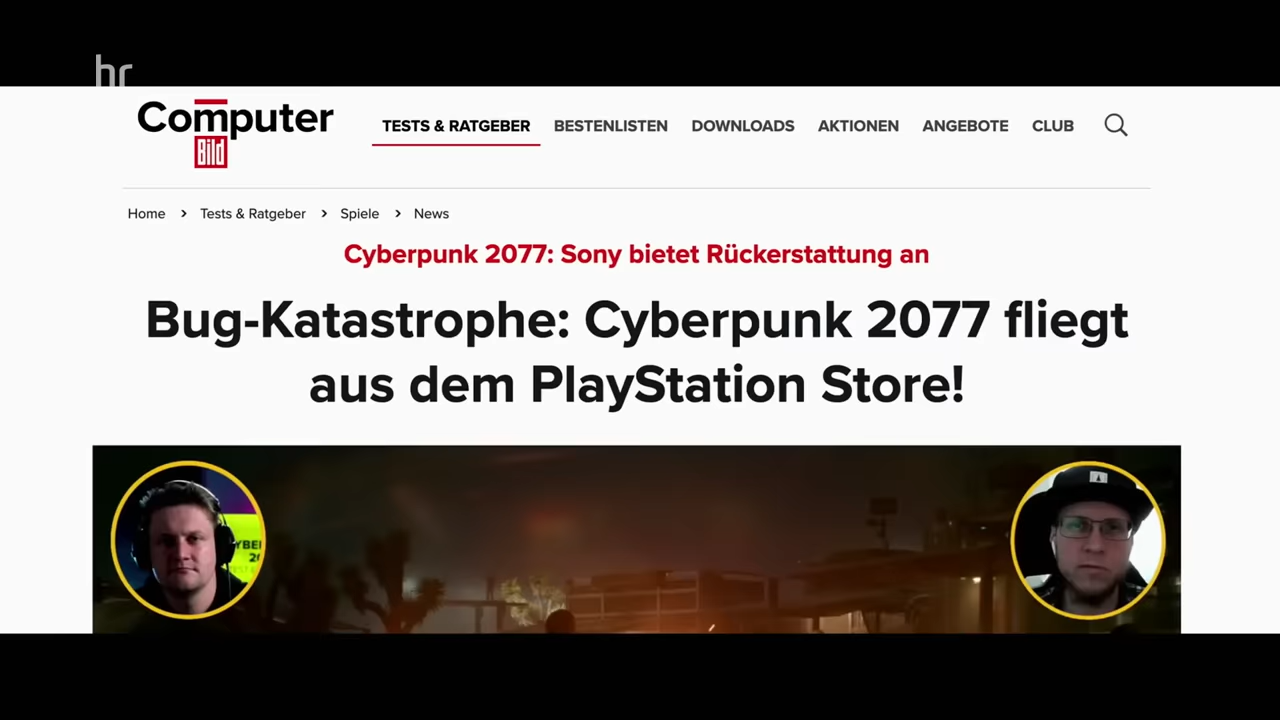 hr
Computer
Bild
TESTS & RATGEBER BESTENLISTEN DOWNLOADS AKTIONEN ANGEBOTE CLUB
Home > Tests & Ratgeber > Spiele > News
Cyberpunk 2077: Sony bietet Rückerstattung an
Bug-Katastrophe: Cyberpunk 2077 fliegt
aus dem PlayStation Store!